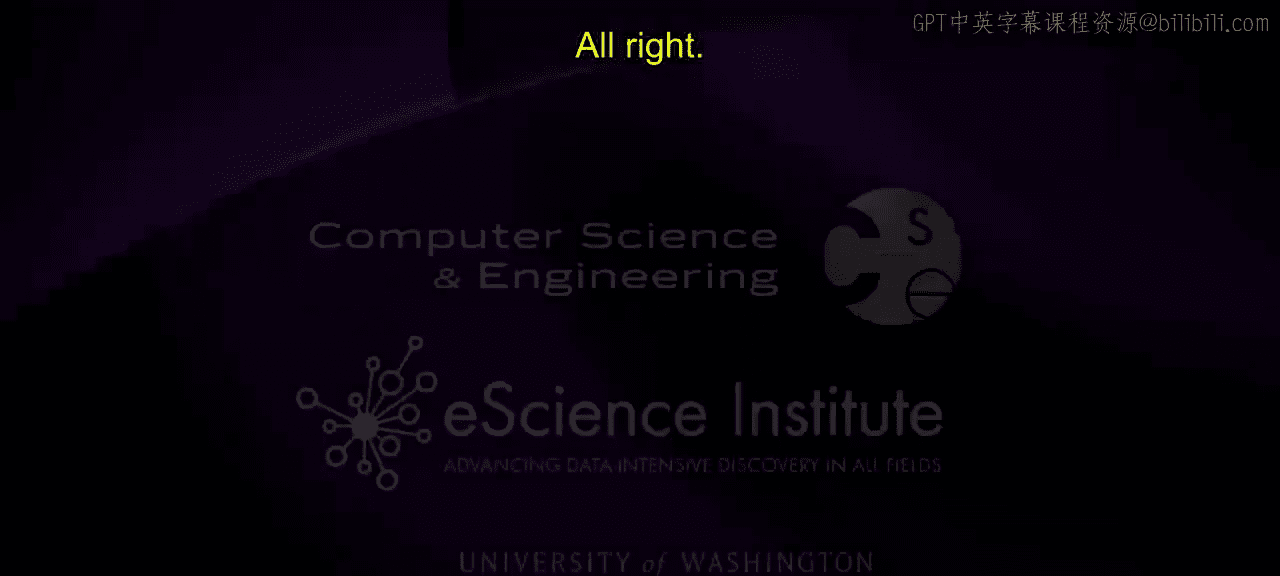 GPT中英字幕课程资源@bilibili.com
All right.
Computer Science
& Engineering
S
eScience Institute
ADVANCING DATA INTENSIVE DISCOVERY IN ALL FIELDS
UNIVERSITY of WASHINGTON